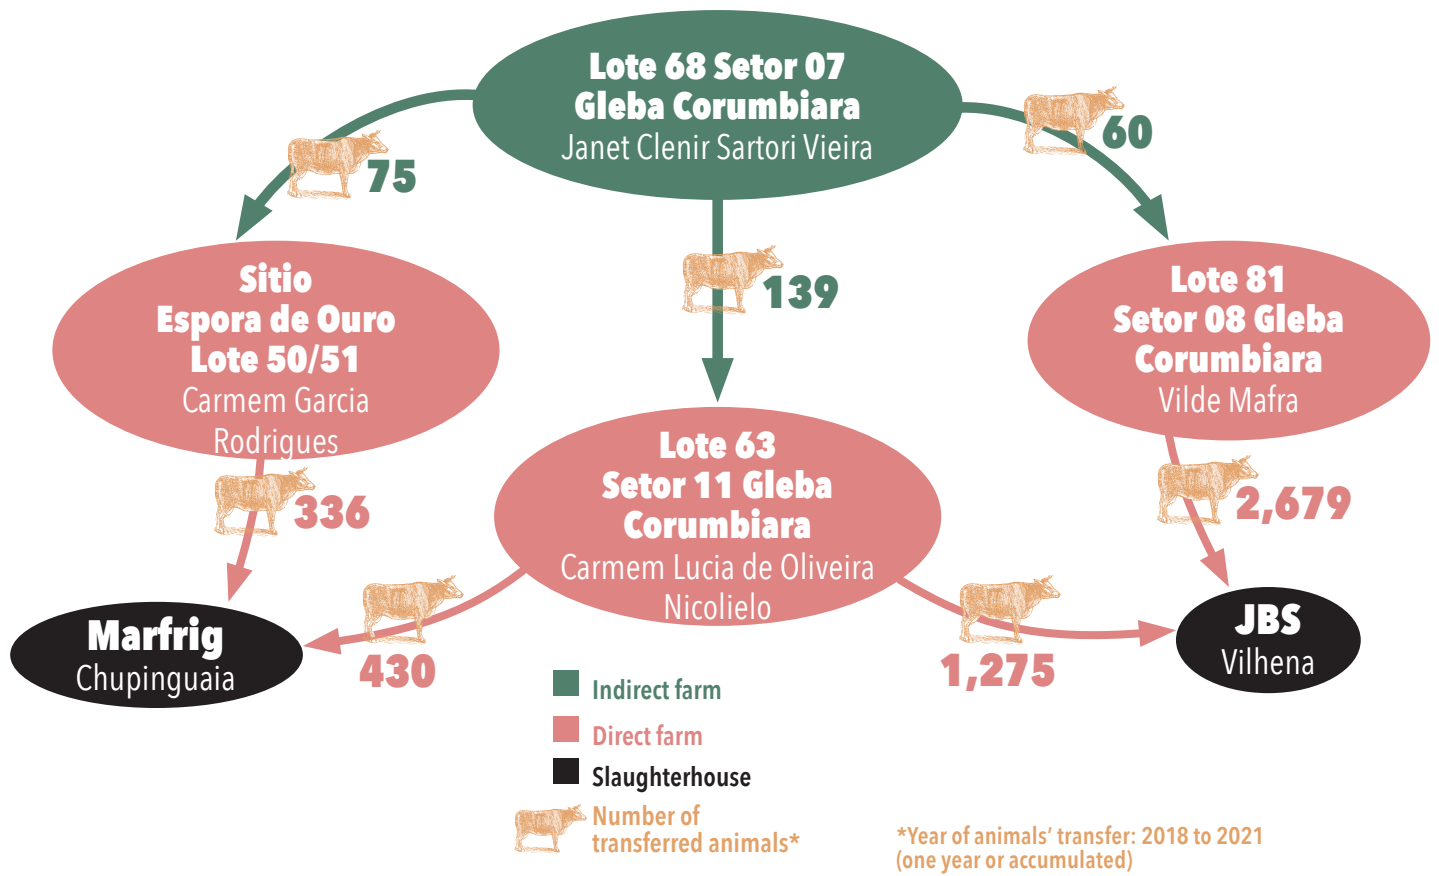 Lote 68 Setor 07
Gleba Corumbiara
Janet Clenir Sartori Vieira
75
60
139
Sitio
Espora de Ouro
Lote 50/51
Carmem Garcia
Rodrigues
Lote 81
Setor 08 Gleba
Corumbiara
Vilde Mafra
Lote 63
Setor 11 Gleba
Corumbiara
Carmem Lucia de Oliveira
Nicolielo
336
2,679
430
1,275
Marfrig
Chupinguaia
JBS
Vilhena
Indirect farm
Direct farm
Slaughterhouse
Number of
transferred animals*
*Year of animals' transfer: 2018 to 2021
(one year or accumulated)